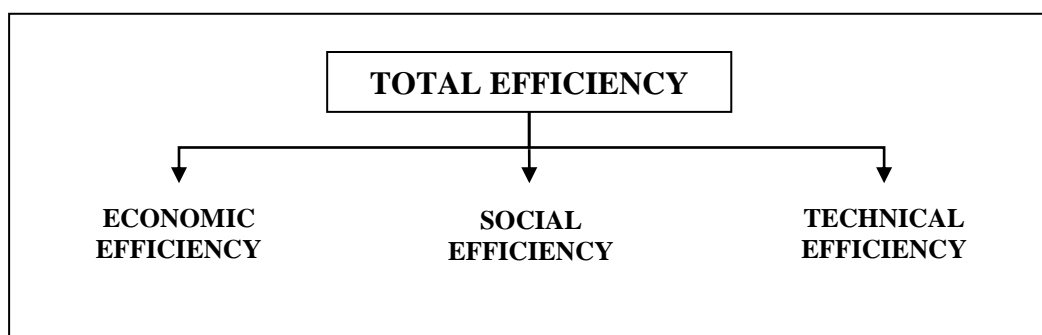 TOTAL EFFICIENCY
ECONOMIC
EFFICIENCY
SOCIAL
EFFICIENCY
TECHNICAL
EFFICIENCY